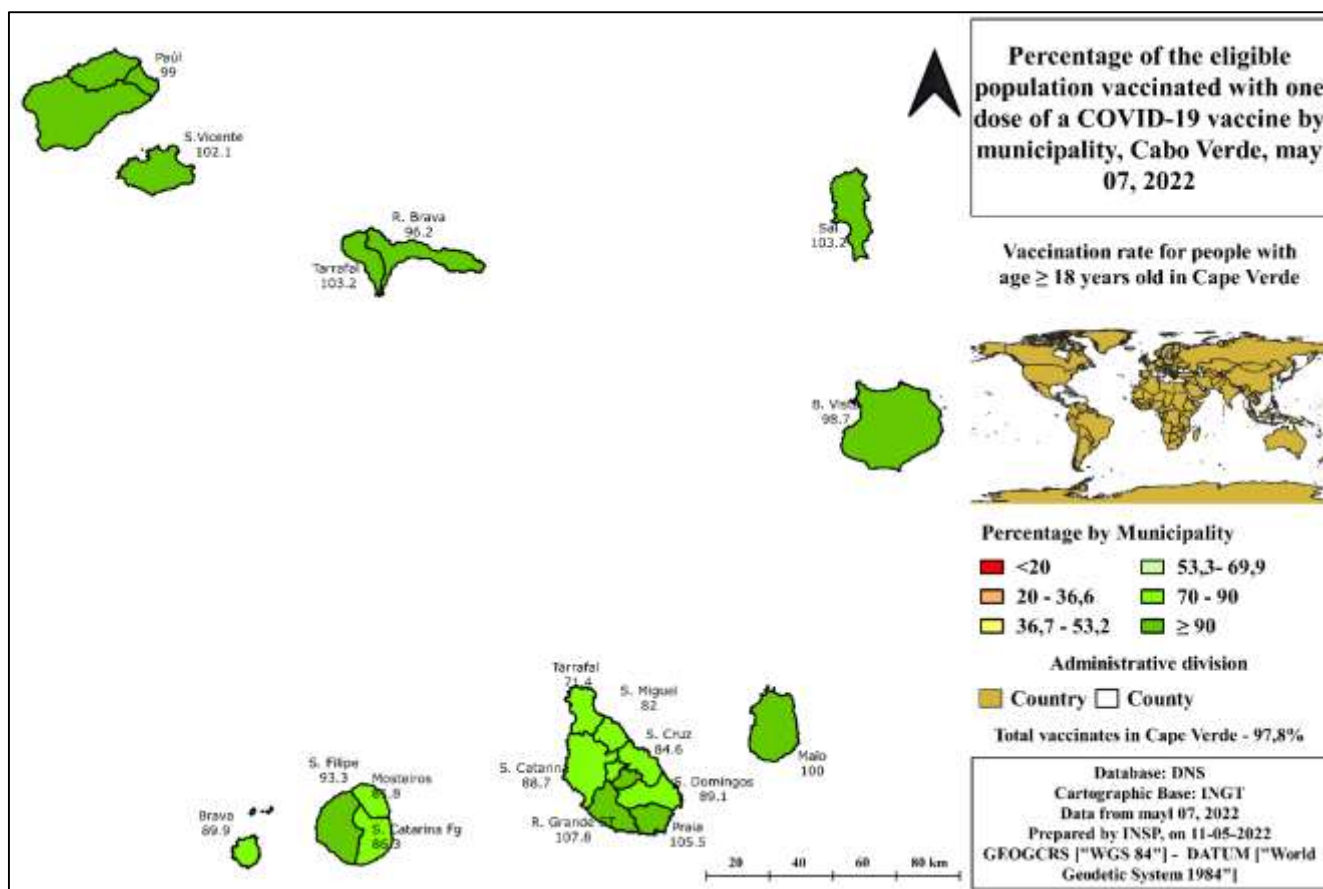 Percentage of the eligible
population vaccinated with one
dose of a COVID-19 vaccine by
municipality, Cabo Verde, may
07, 2022
Vaccination rate for people with
age ≥ 18 years old in Cape Verde
Paúl
99
S.Vicente
102.1
R. Brava
96.2
Tarrafal
103.2
Sal
103.2
B. Vista
98.7
Tarrafal
71.4
S. Miguel
82
S. Cruz
84.6
S. Catarina
88.7
S. Domingos
89.1
R. Grande ST
107.8
Praia
105.5
Maio
100
S. Filipe
93.3
Mosteiros
S. Catarina Fg
86.3
Brava
89.9
20 40 60 80 km
Percentage by Municipality
<20
53,3- 69,9
20 - 36,6
70 - 90
36,7 - 53,2
≥ 90
Administrative division
Country County
Total vaccinates in Cape Verde - 97,8%
Database: DNS
Cartographic Base: INGT
Data from mayl 07, 2022
Prepared by INSP, on 11-05-2022
GEOGCRS ["WGS 84"] - DATUM ["World
Geodetic System 1984"]